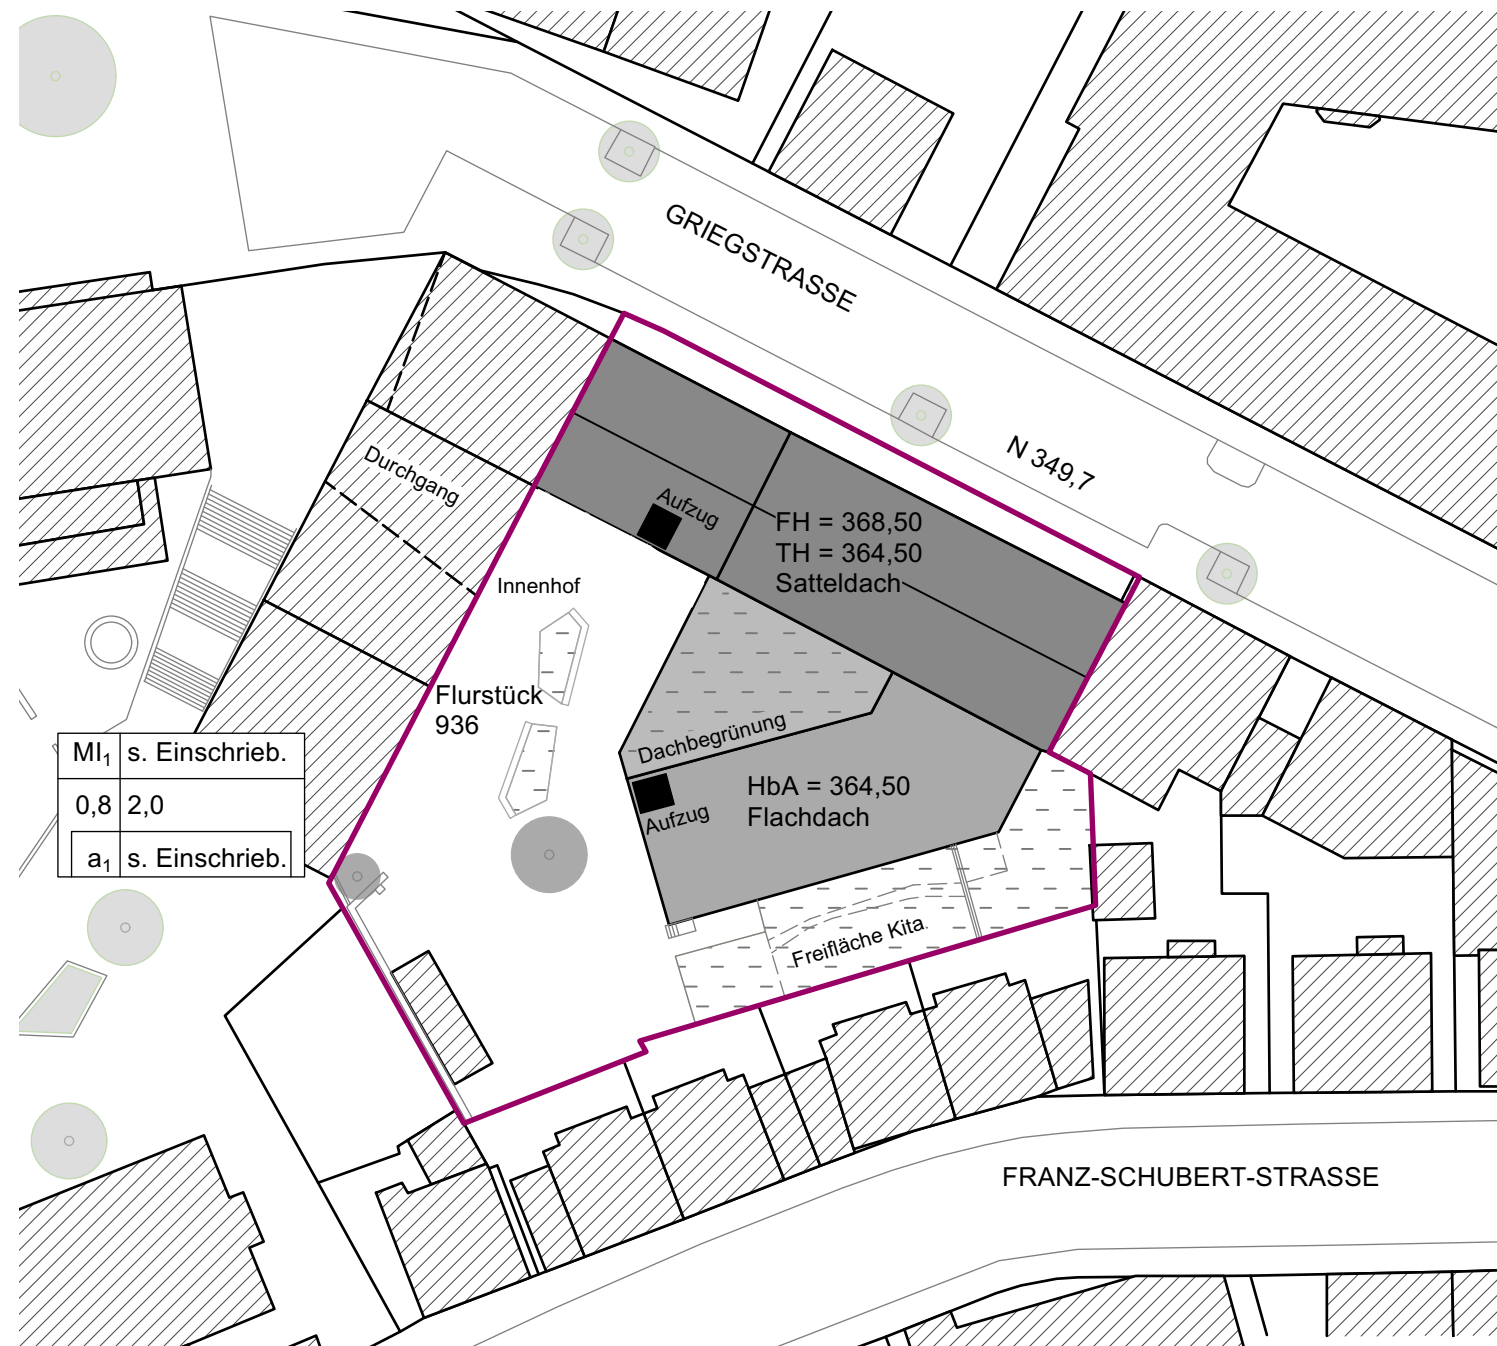 GRIEGSTRASSE
N 349,7
Durchgang
Aufzug
FH = 368,50
TH = 364,50
Satteldach
Innenhof
Flurstück
936
Dachbegrünung
MI₁ s. Einschrieb.
0,8 2,0
a₁ s. Einschrieb.
HbA = 364,50
Flachdach
Aufzug
Freifläche Kita
FRANZ-SCHUBERT-STRASSE